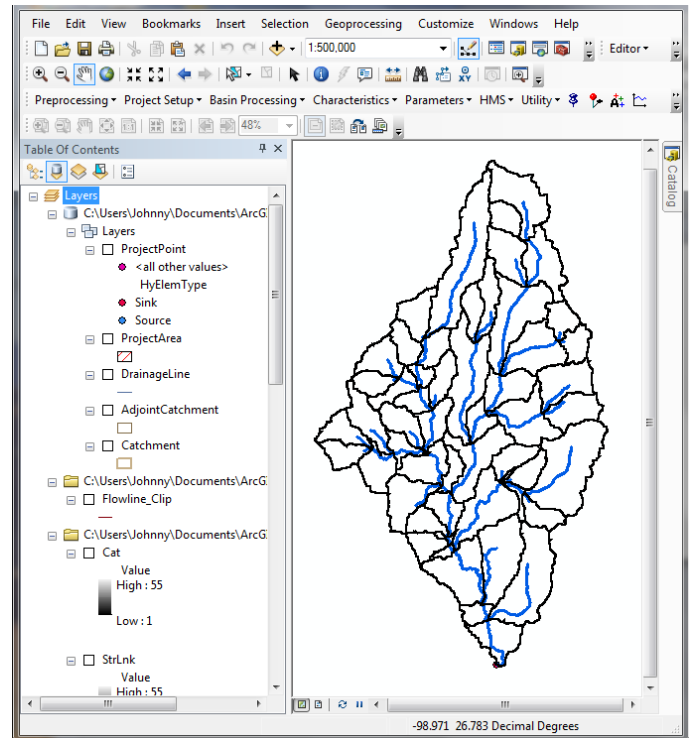 File Edit View Bookmarks Insert Selection Geoprocessing Customize Windows Help
1:500,000 Editor
Preprocessing Project Setup Basin Processing Characteristics Parameters HMS Utility
48%
Table Of Contents
Layers
C:\Users\Johnny\Documents\ArcG
Layers
ProjectPoint
<all other values>
HyElemType
Sink
Source
ProjectArea
DrainageLine
AdjointCatchment
Catchment
C:\Users\Johnny\Documents\ArcG
Flowline_Clip
C:\Users\Johnny\Documents\ArcG
Cat
Value
High : 55
Low : 1
StrLnk
Value
High : 55
Catalog
-98.971 26.783 Decimal Degrees